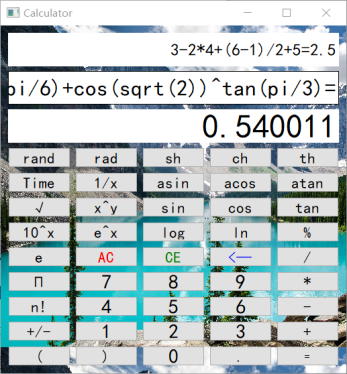 Calculator
3-2*4+(6-1)/2+5=2.5
pi/6)+cos(sqrt(2))^tan(pi/3)=
0.540011
rand rad sh ch th
Time 1/x asin acos atan
√ x^y sin cos tan
10^x e^x log ln %
e AC CE <— /
Π 7 8 9 *
n! 4 5 6 -
+/- 1 2 3 +
( ) 0 . =